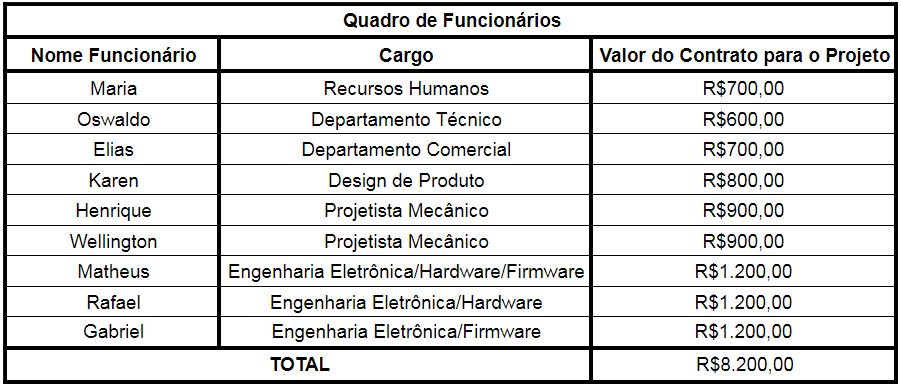 Quadro de Funcionários
Nome Funcionário Cargo Valor do Contrato para o Projeto
Maria Recursos Humanos R$700,00
Oswaldo Departamento Técnico R$600,00
Elias Departamento Comercial R$700,00
Karen Design de Produto R$800,00
Henrique Projetista Mecânico R$900,00
Wellington Projetista Mecânico R$900,00
Matheus Engenharia Eletrônica/Hardware/Firmware R$1.200,00
Rafael Engenharia Eletrônica/Hardware R$1.200,00
Gabriel Engenharia Eletrônica/Firmware R$1.200,00
TOTAL R$8.200,00